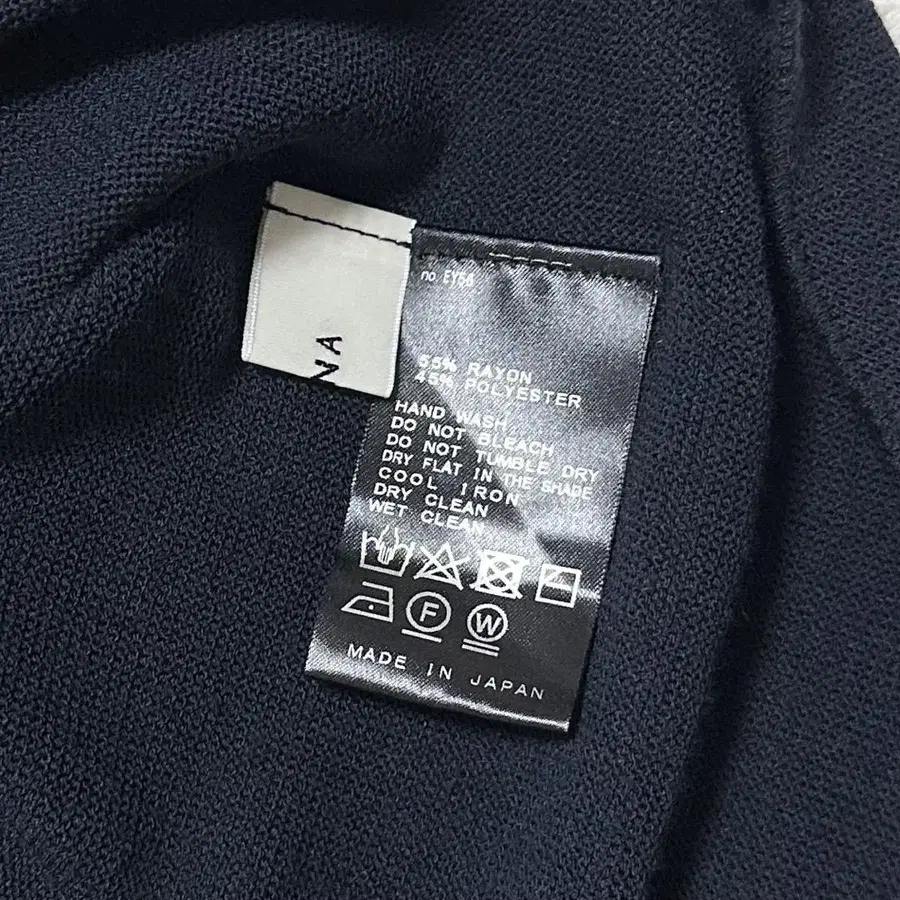 NA
no EY54
55% RAYON
45% POLYESTER
HAND WASH
DO NOT BLEACH
DO NOT TUMBLE DRY
DRY FLAT IN THE SHADE
COOL IRON
DRY CLEAN
WET CLEAN
F
W
MADE IN JAPAN